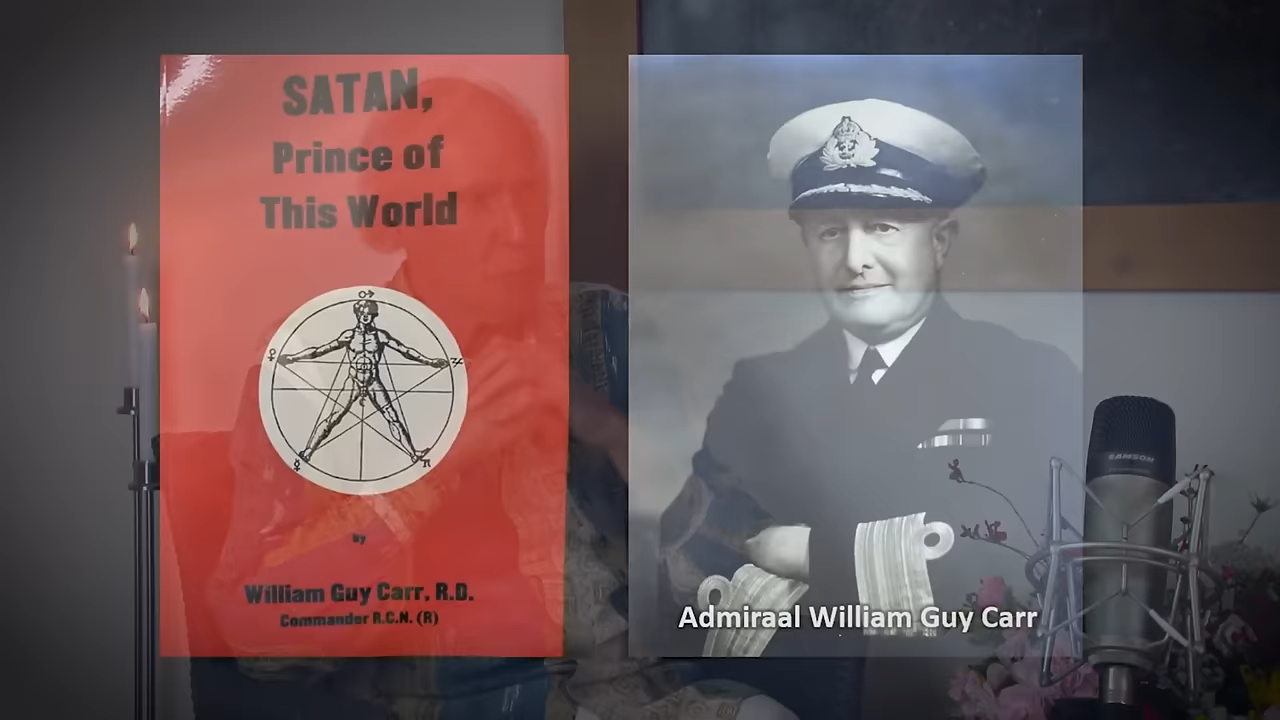 SATAN,
Prince of
This World
by
William Guy Carr, R.D.
Commander R.C.N. (R)
Admiraal William Guy Carr
SAMSON